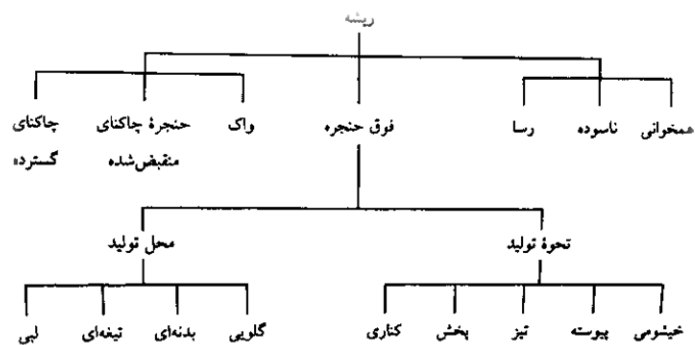 ریشه
همخوانی ناسوده رسا فوق حنجره واک حنجرهٔ چاکنای چاکنای
منقبض‌شده گسترده
نحوهٔ تولید محل تولید
خیشومی پیوسته تیز پخش کناری گلویی بدنه‌ای تیغه‌ای لبی